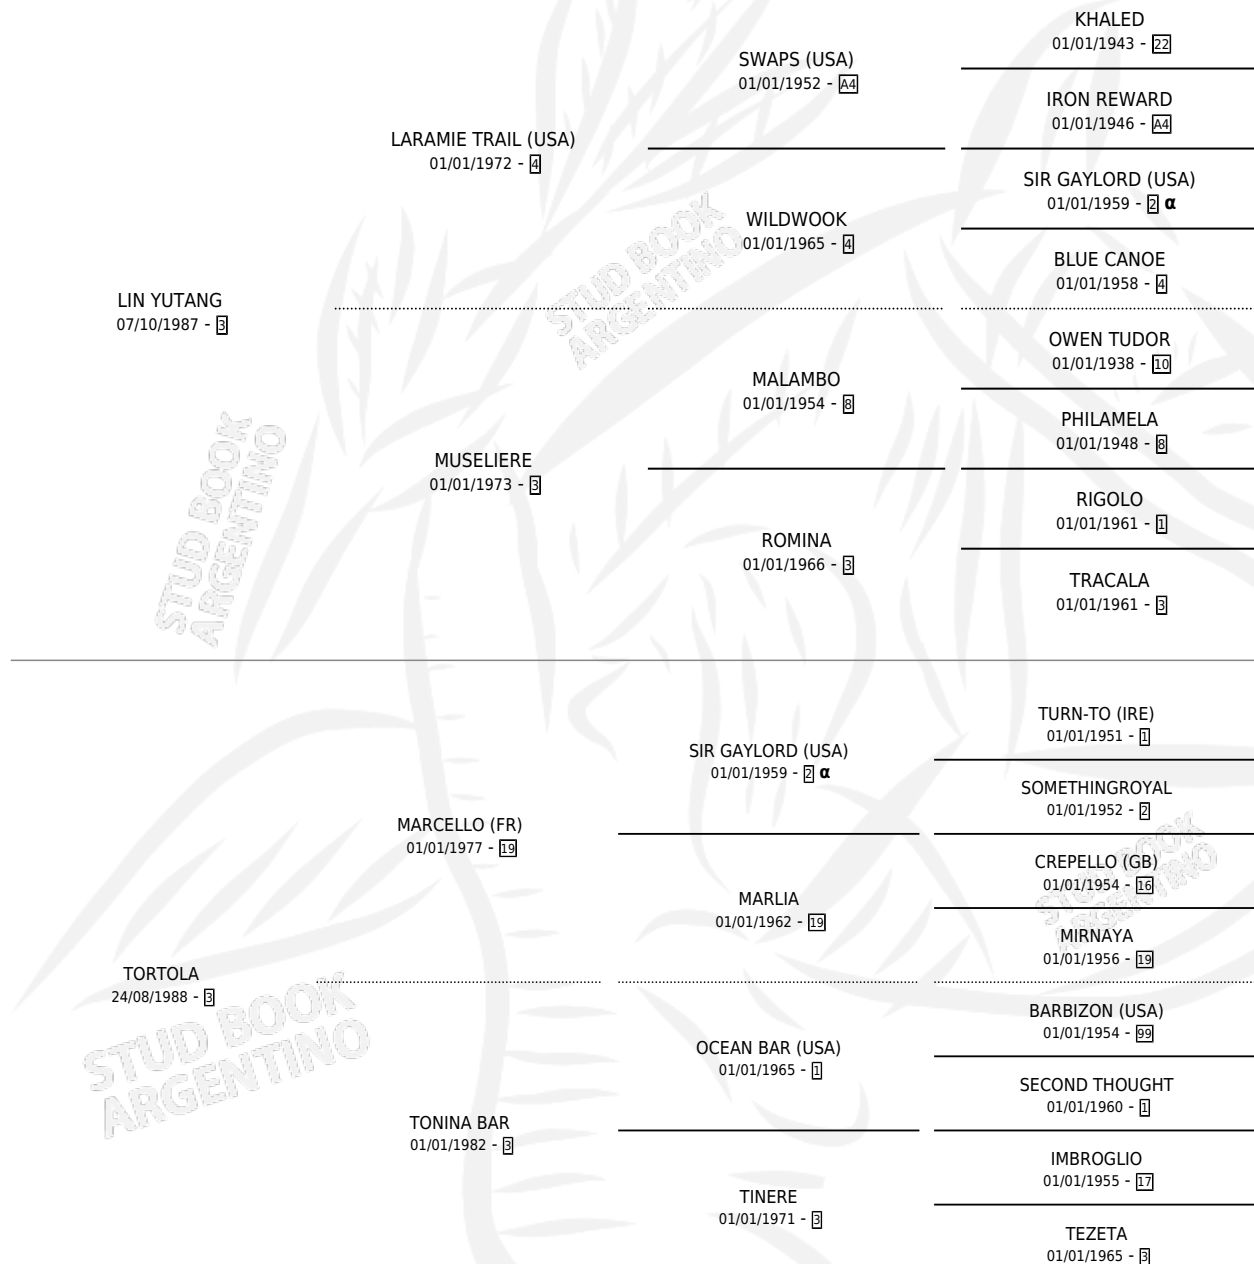 KHALED
01/01/1943 - 22
SWAPS (USA)
01/01/1952 - A4
IRON REWARD
01/01/1946 - A4
LARAMIE TRAIL (USA)
01/01/1972 - 4
SIR GAYLORD (USA)
01/01/1959 - 2 α
WILDWOOK
01/01/1965 - 4
BLUE CANOE
01/01/1958 - 4
LIN YUTANG
07/10/1987 - 3
OWEN TUDOR
01/01/1938 - 10
MALAMBO
01/01/1954 - 8
PHILAMELA
01/01/1948 - 8
MUSELIERE
01/01/1973 - 3
RIGOLO
01/01/1961 - 1
ROMINA
01/01/1966 - 3
TRACALA
01/01/1961 - 3
STUD BOOK
ARGENTINO
STUD BOOK
ARGENTINO
TURN-TO (IRE)
01/01/1951 - 1
SIR GAYLORD (USA)
01/01/1959 - 2 α
SOMETHINGROYAL
01/01/1952 - 2
MARCELLO (FR)
01/01/1977 - 19
CREPELLO (GB)
01/01/1954 - 16
MARLIA
01/01/1962 - 19
MIRNAYA
01/01/1956 - 19
STUD BOOK
ARGENTINO
TORTOLA
24/08/1988 - 3
BARBIZON (USA)
01/01/1954 - 99
OCEAN BAR (USA)
01/01/1965 - 1
SECOND THOUGHT
01/01/1960 - 1
TONINA BAR
01/01/1982 - 3
IMBROGLIO
01/01/1955 - 17
TINERE
01/01/1971 - 3
TEZETA
01/01/1965 - 3
STUD BOOK
ARGENTINO